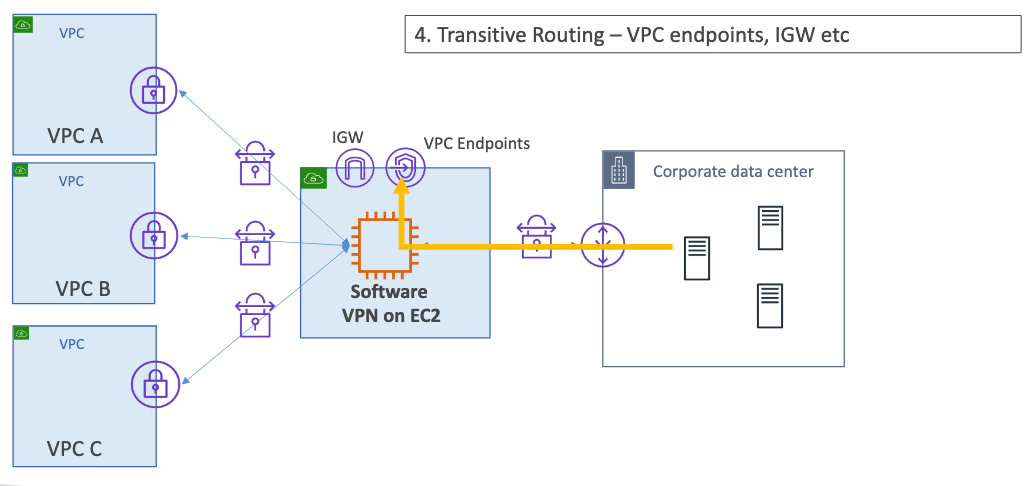 4. Transitive Routing – VPC endpoints, IGW etc
VPC
VPC A
VPC
VPC B
VPC
VPC C
IGW
VPC Endpoints
Software
VPN on EC2
Corporate data center